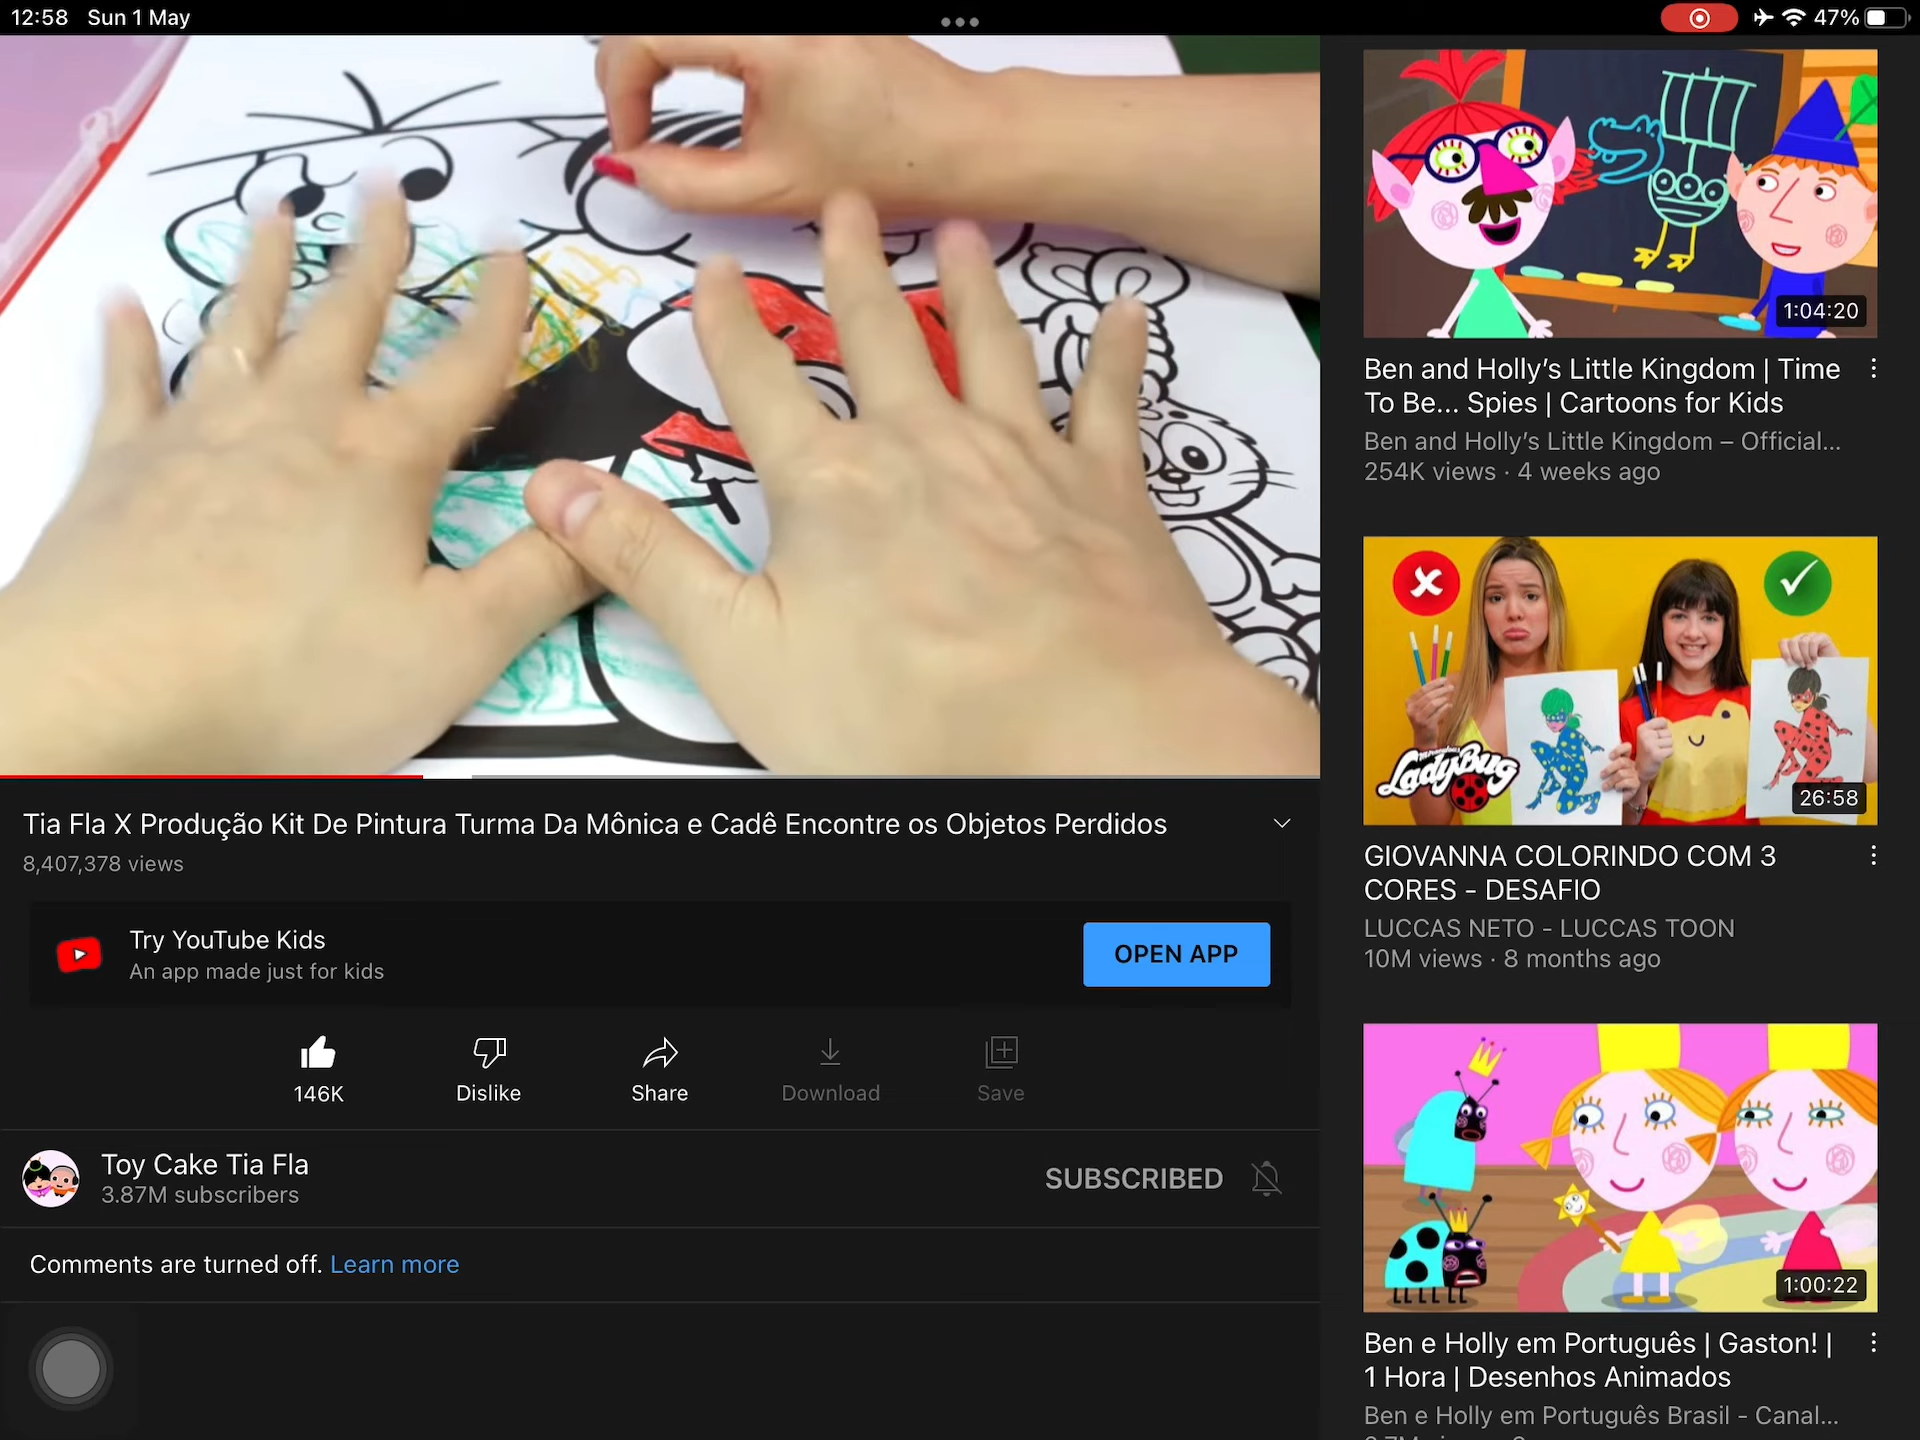 12:58 Sun 1 May
47%
Tia Fla X Produção Kit De Pintura Turma Da Mônica e Cadê Encontre os Objetos Perdidos
8,407,378 views
Try YouTube Kids
An app made just for kids
OPEN APP
146K
Dislike
Share
Download
Save
Toy Cake Tia Fla
3.87M subscribers
SUBSCRIBED
Comments are turned off. Learn more
1:04:20
Ben and Holly’s Little Kingdom | Time
To Be... Spies | Cartoons for Kids
Ben and Holly’s Little Kingdom – Official...
254K views · 4 weeks ago
LadyBug
26:58
GIOVANNA COLORINDO COM 3
CORES - DESAFIO
LUCCAS NETO - LUCCAS TOON
10M views · 8 months ago
1:00:22
Ben e Holly em Português | Gaston! |
1 Hora | Desenhos Animados
Ben e Holly em Português Brasil - Canal...